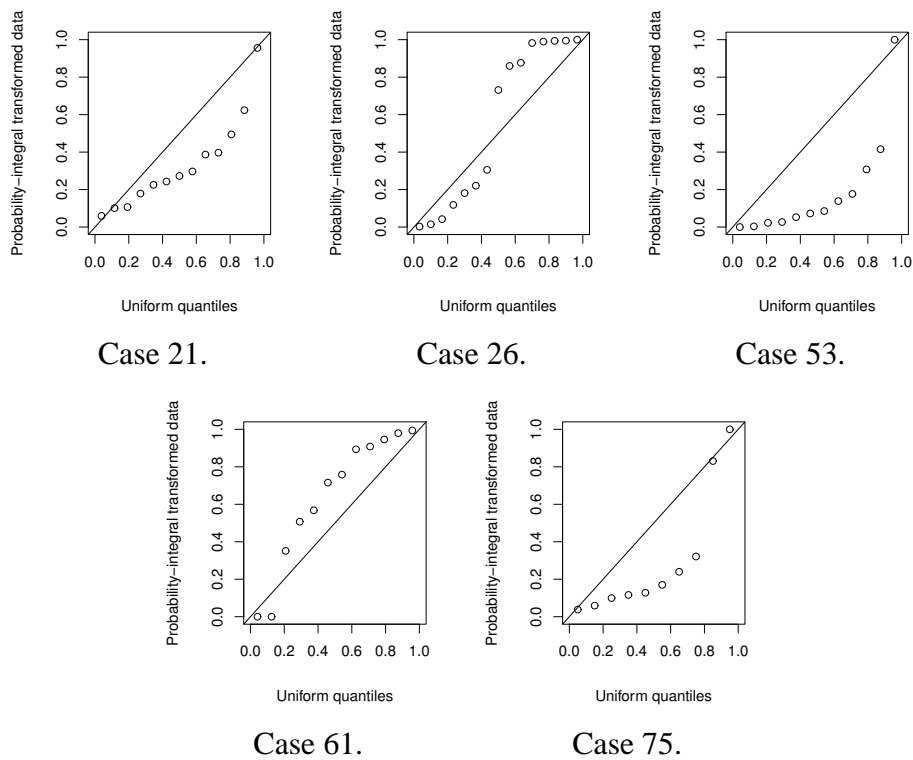 Probability−integral transformed data
1.0
0.8
0.6
0.4
0.2
0.0
0.0 0.2 0.4 0.6 0.8 1.0
Uniform quantiles
Case 21.
Probability−integral transformed data
1.0
0.8
0.6
0.4
0.2
0.0
0.0 0.2 0.4 0.6 0.8 1.0
Uniform quantiles
Case 26.
Probability−integral transformed data
1.0
0.8
0.6
0.4
0.2
0.0
0.0 0.2 0.4 0.6 0.8 1.0
Uniform quantiles
Case 53.
Probability−integral transformed data
1.0
0.8
0.6
0.4
0.2
0.0
0.0 0.2 0.4 0.6 0.8 1.0
Uniform quantiles
Case 61.
Probability−integral transformed data
1.0
0.8
0.6
0.4
0.2
0.0
0.0 0.2 0.4 0.6 0.8 1.0
Uniform quantiles
Case 75.